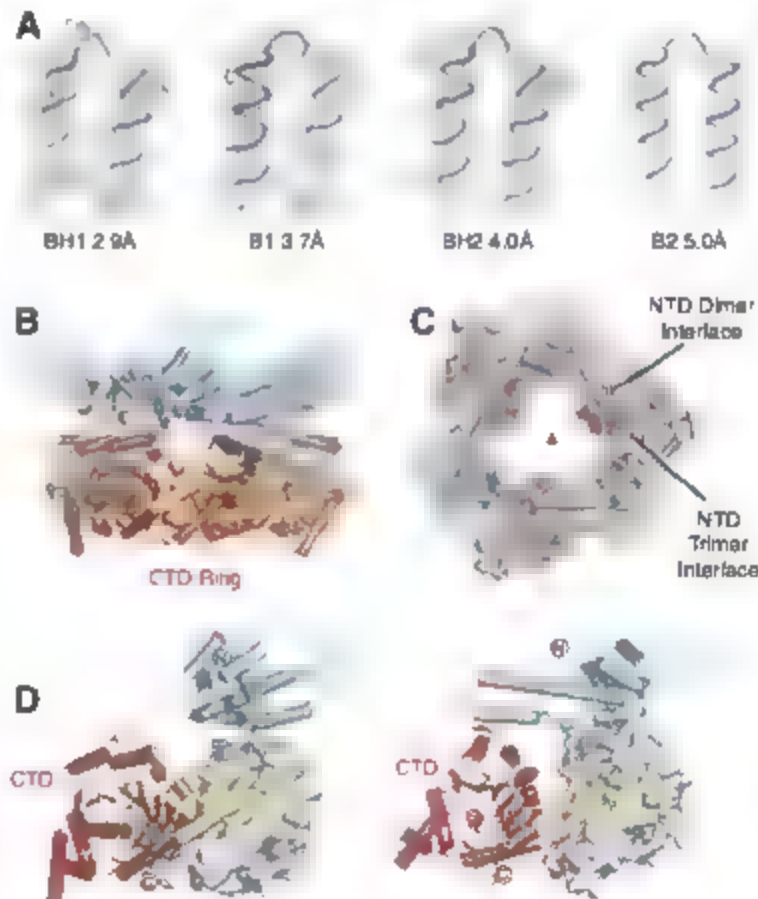 A
BH1 2.9Å
B1 3.7Å
BH2 4.0Å
B2 5.0Å
B
C
NTD Dimer
Interface
NTD
Trimer
Interface
CTD Ring
D
CTD
CTD